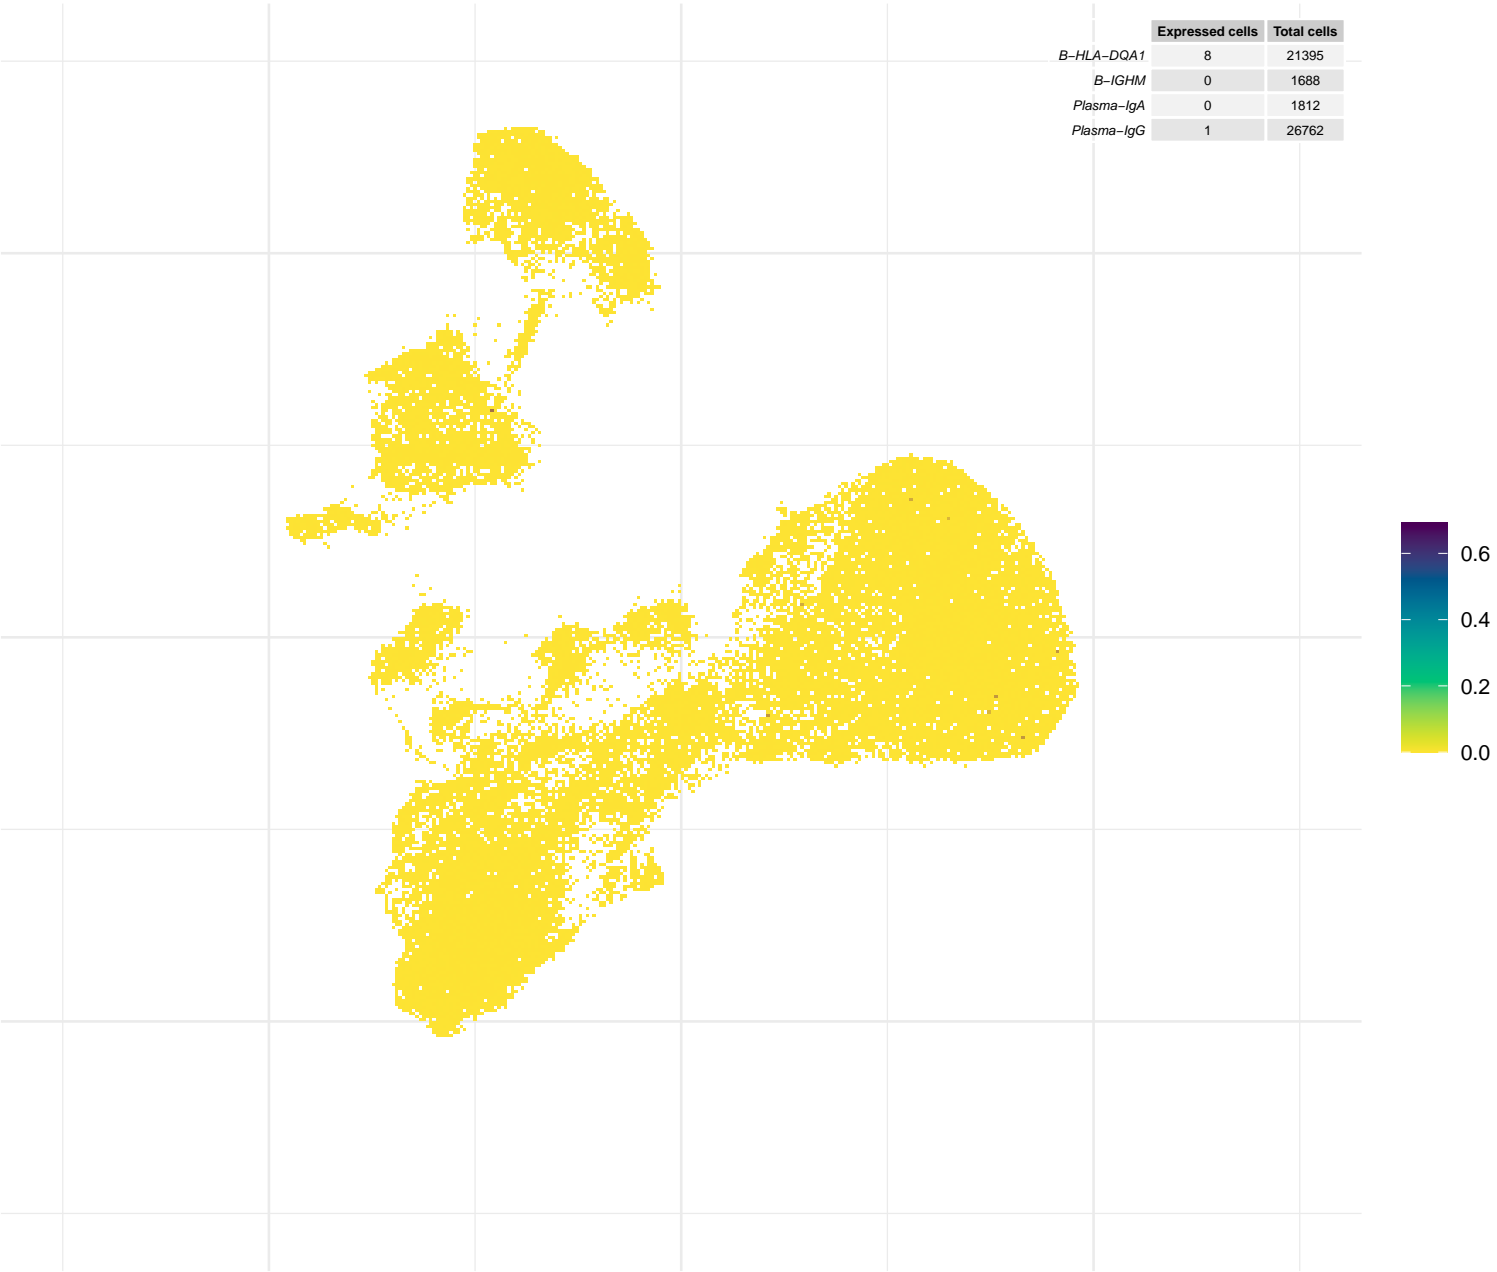 Expressed cells Total cells
B−HLA−DQA1 8 21395
B−IGHM 0 1688
Plasma−IgA 0 1812
Plasma−IgG 1 26762
0.6
0.4
0.2
0.0